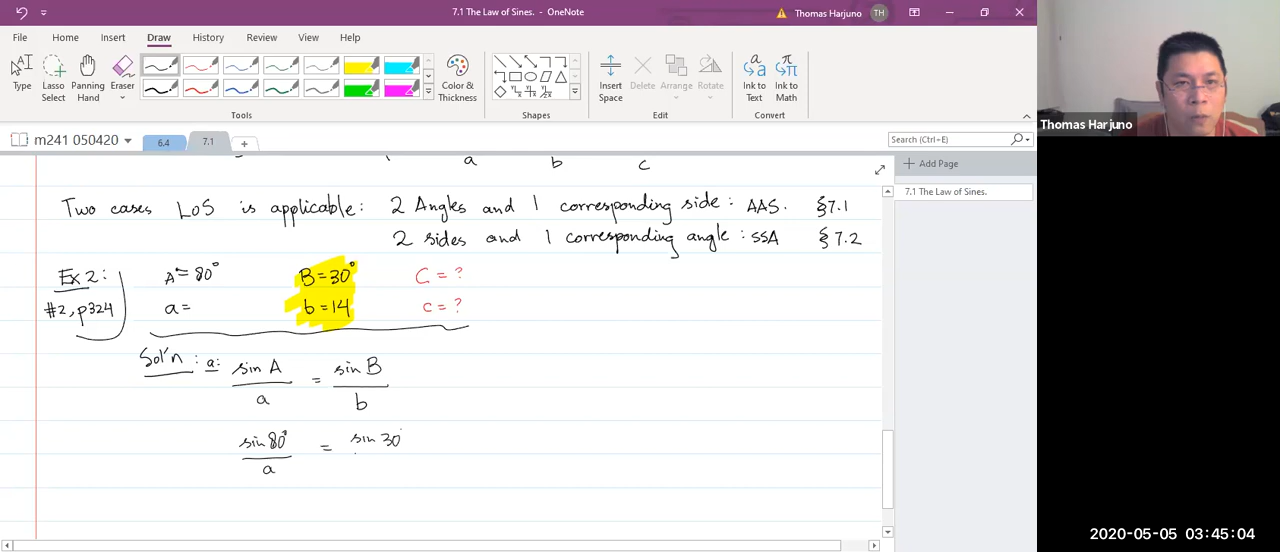 7.1 The Law of Sines. - OneNote
Thomas Harjuno TH
File Home Insert Draw History Review View Help
Type Lasso Select Panning Hand Eraser Color & Thickness Insert Space Delete Arrange Rotate Ink to Text Ink to Math
Tools Shapes Edit Convert
m241 050420 6.4 7.1 Search (Ctrl+E)
Add Page
7.1 The Law of Sines.
a b c
Two cases LoS is applicable: 2 Angles and 1 corresponding side: AAS. §7.1
2 sides and 1 corresponding angle: SSA §7.2
Ex 2: A = 80° B = 30° C = ?
#2, p324 a = b = 14 c = ?
Sol'n: a: sin A / a = sin B / b
sin 80° / a = sin 30°
Thomas Harjuno
2020-05-05 03:45:04